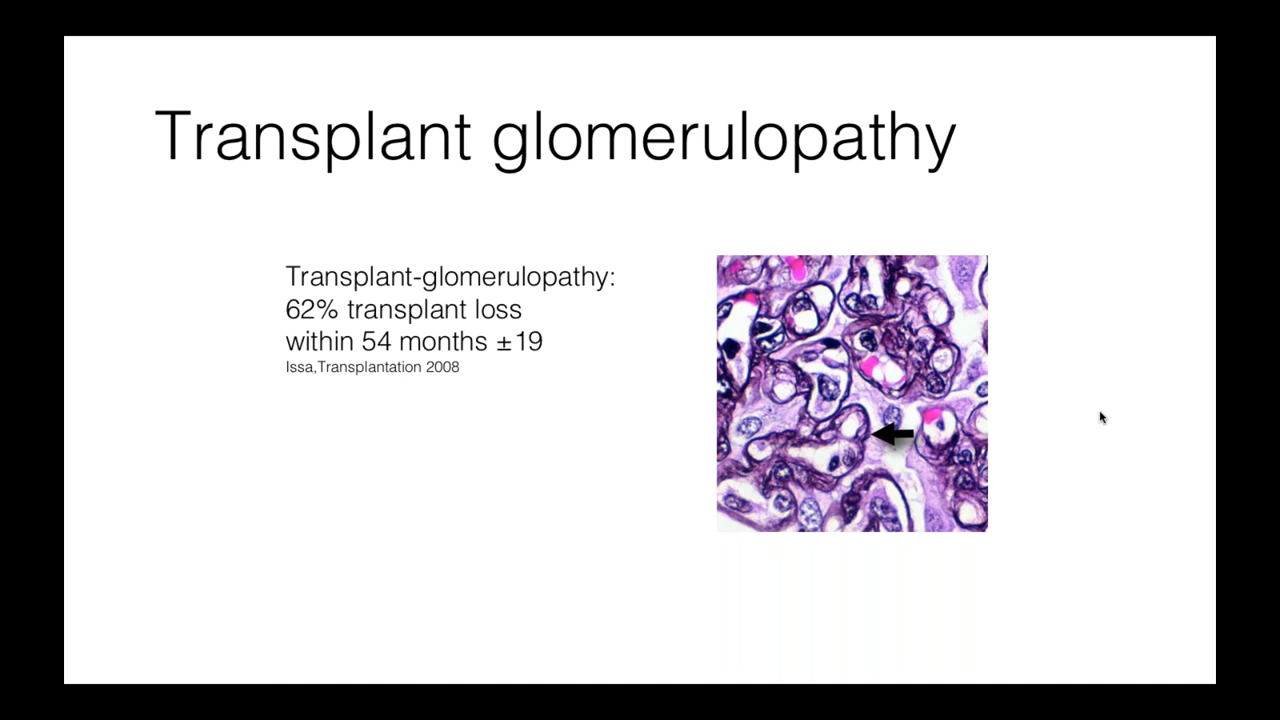 Transplant glomerulopathy
Transplant-glomerulopathy:
62% transplant loss
within 54 months ±19
Issa,Transplantation 2008